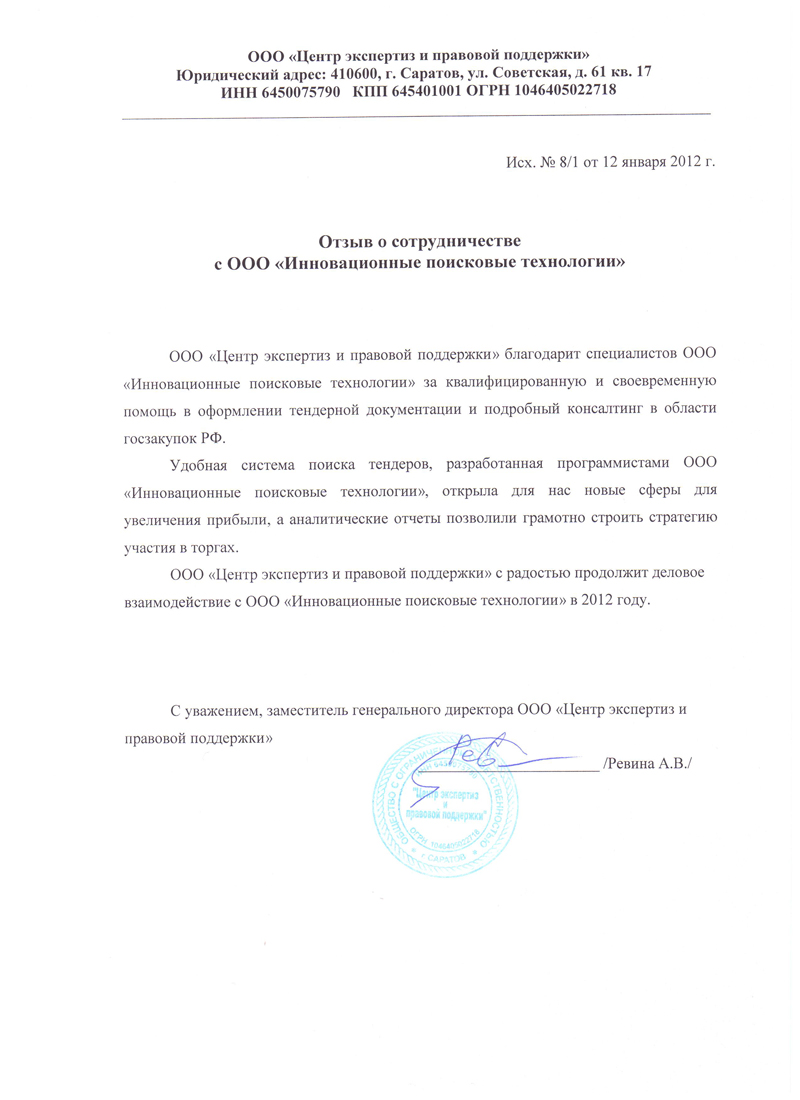 ООО «Центр экспертиз и правовой поддержки»
Юридический адрес: 410600, г. Саратов, ул. Советская, д. 61 кв. 17
ИНН 6450075790 КПП 645401001 ОГРН 1046405022718
Исх. № 8/1 от 12 января 2012 г.
Отзыв о сотрудничестве
с ООО «Инновационные поисковые технологии»
ООО «Центр экспертиз и правовой поддержки» благодарит специалистов ООО
«Инновационные поисковые технологии» за квалифицированную и своевременную
помощь в оформлении тендерной документации и подробный консалтинг в области
госзакупок РФ.
Удобная система поиска тендеров, разработанная программистами ООО
«Инновационные поисковые технологии», открыла для нас новые сферы для
увеличения прибыли, а аналитические отчеты позволили грамотно строить стратегию
участия в торгах.
ООО «Центр экспертиз и правовой поддержки» с радостью продолжит деловое
взаимодействие с ООО «Инновационные поисковые технологии» в 2012 году.
С уважением, заместитель генерального директора ООО «Центр экспертиз и
правовой поддержки»
/Ревина А.В./
ОБЩЕСТВО С ОГРАНИЧЕННОЙ ОТВЕТСТВЕННОСТЬЮ
"Центр экспертиз
и
правовой поддержки"
ОГРН 1046405022718
г. САРАТОВ